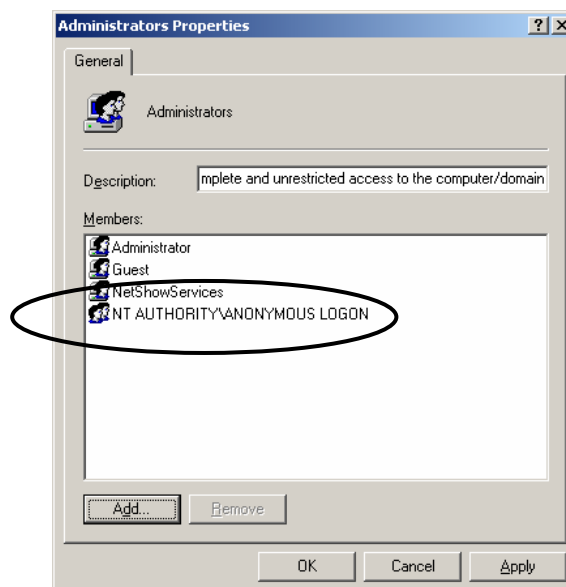 Administrators Properties
General
Administrators
Description: mplete and unrestricted access to the computer/domain
Members:
Administrator
Guest
NetShowServices
NT AUTHORITY\ANONYMOUS LOGON
Add... Remove
OK Cancel Apply